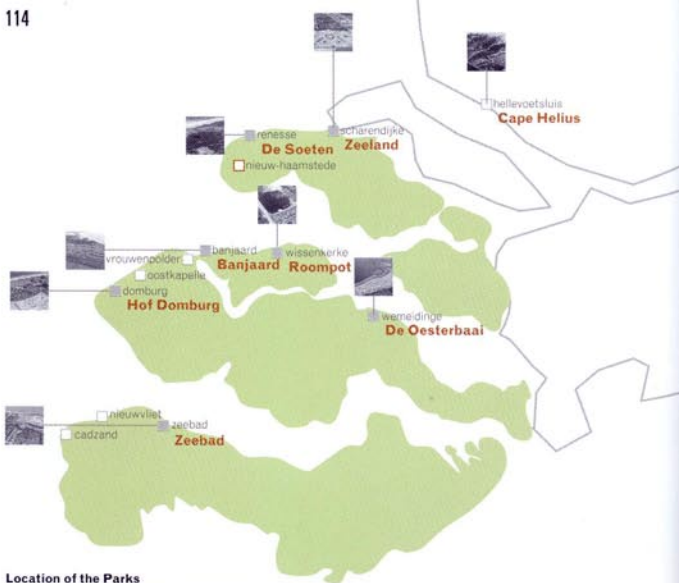 114
hellevoetsluis
Cape Helius
renesse
scharendijke
De Soeten
Zeeland
nieuw-haamstede
banjaard
wissenkerke
vrouwenpolder
Banjaard
Roompot
oostkapelle
domburg
Hof Domburg
wemeldinge
De Oesterbaai
nieuwvliet
zeebad
cadzand
Zeebad
Location of the Parks